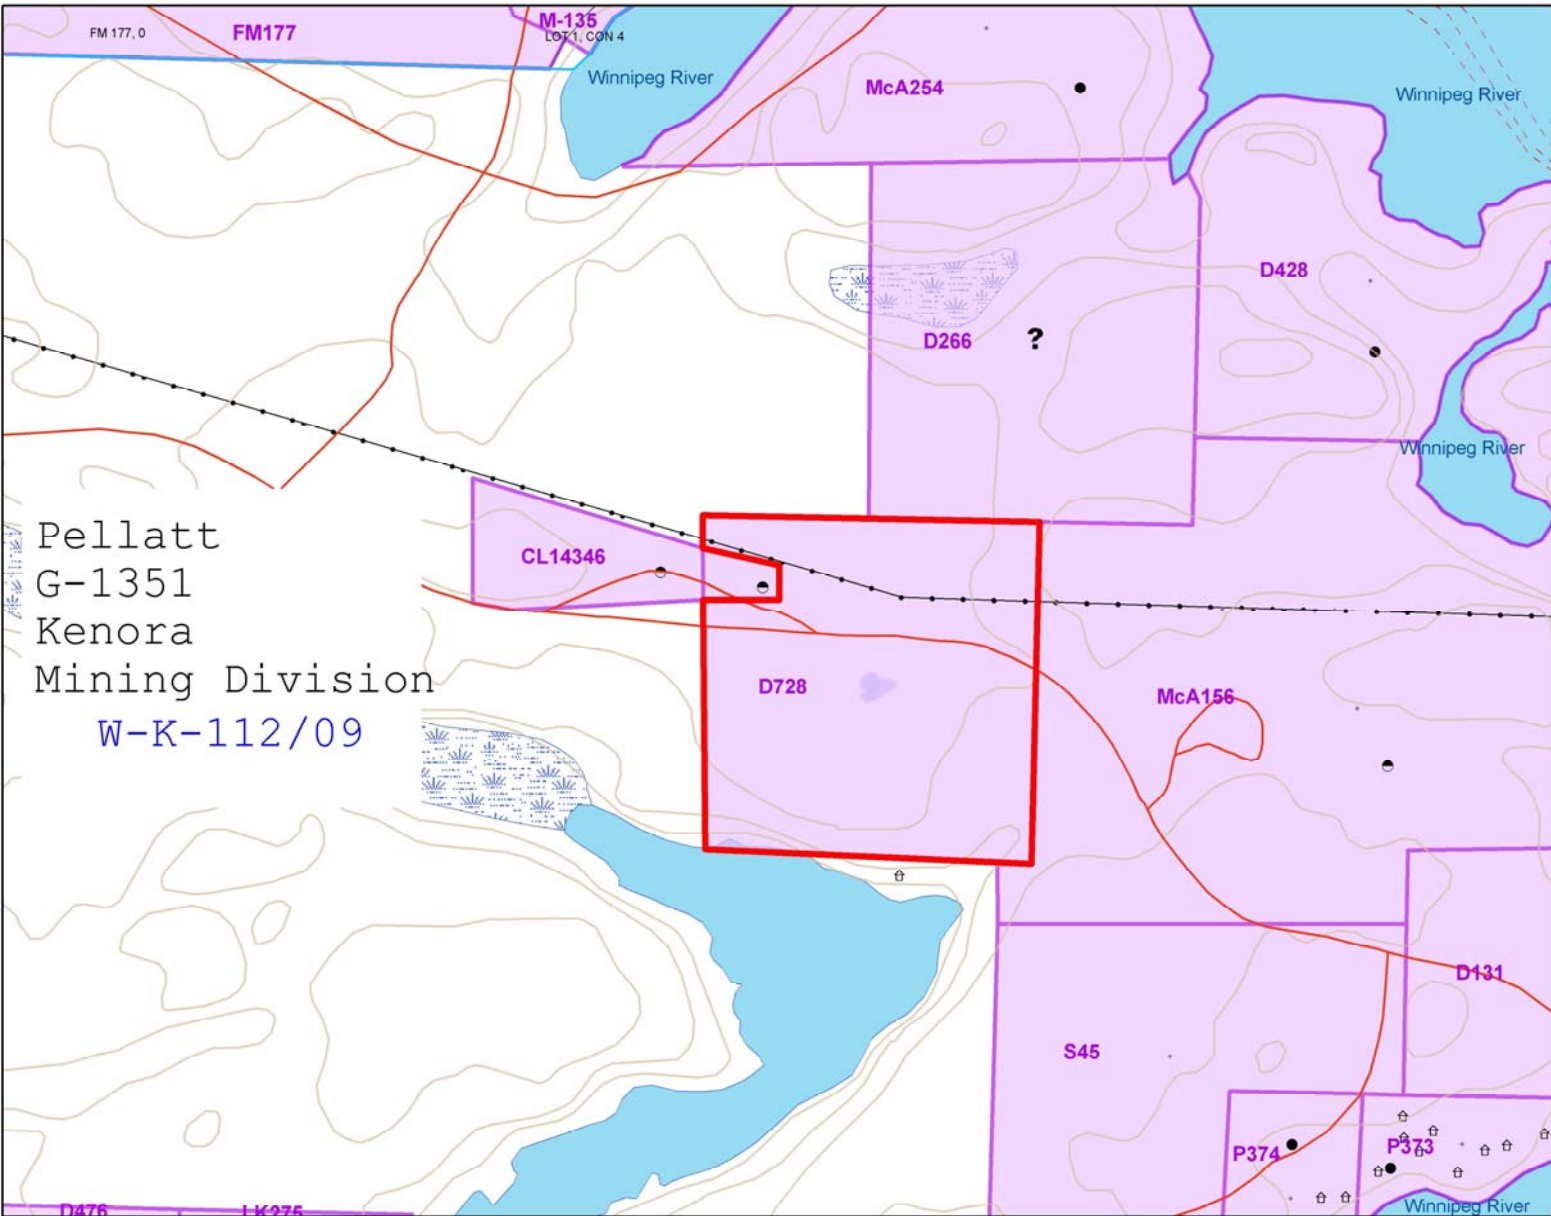 FM 177, 0
FM177
M-135
LOT 1, CON 4
Winnipeg River
McA254
Winnipeg River
D428
D266
?
Winnipeg River
CL14346
Pellatt
G-1351
Kenora
Mining Division
W-K-112/09
D728
McA156
D131
S45
P374
P373
D476
LK275
Winnipeg River